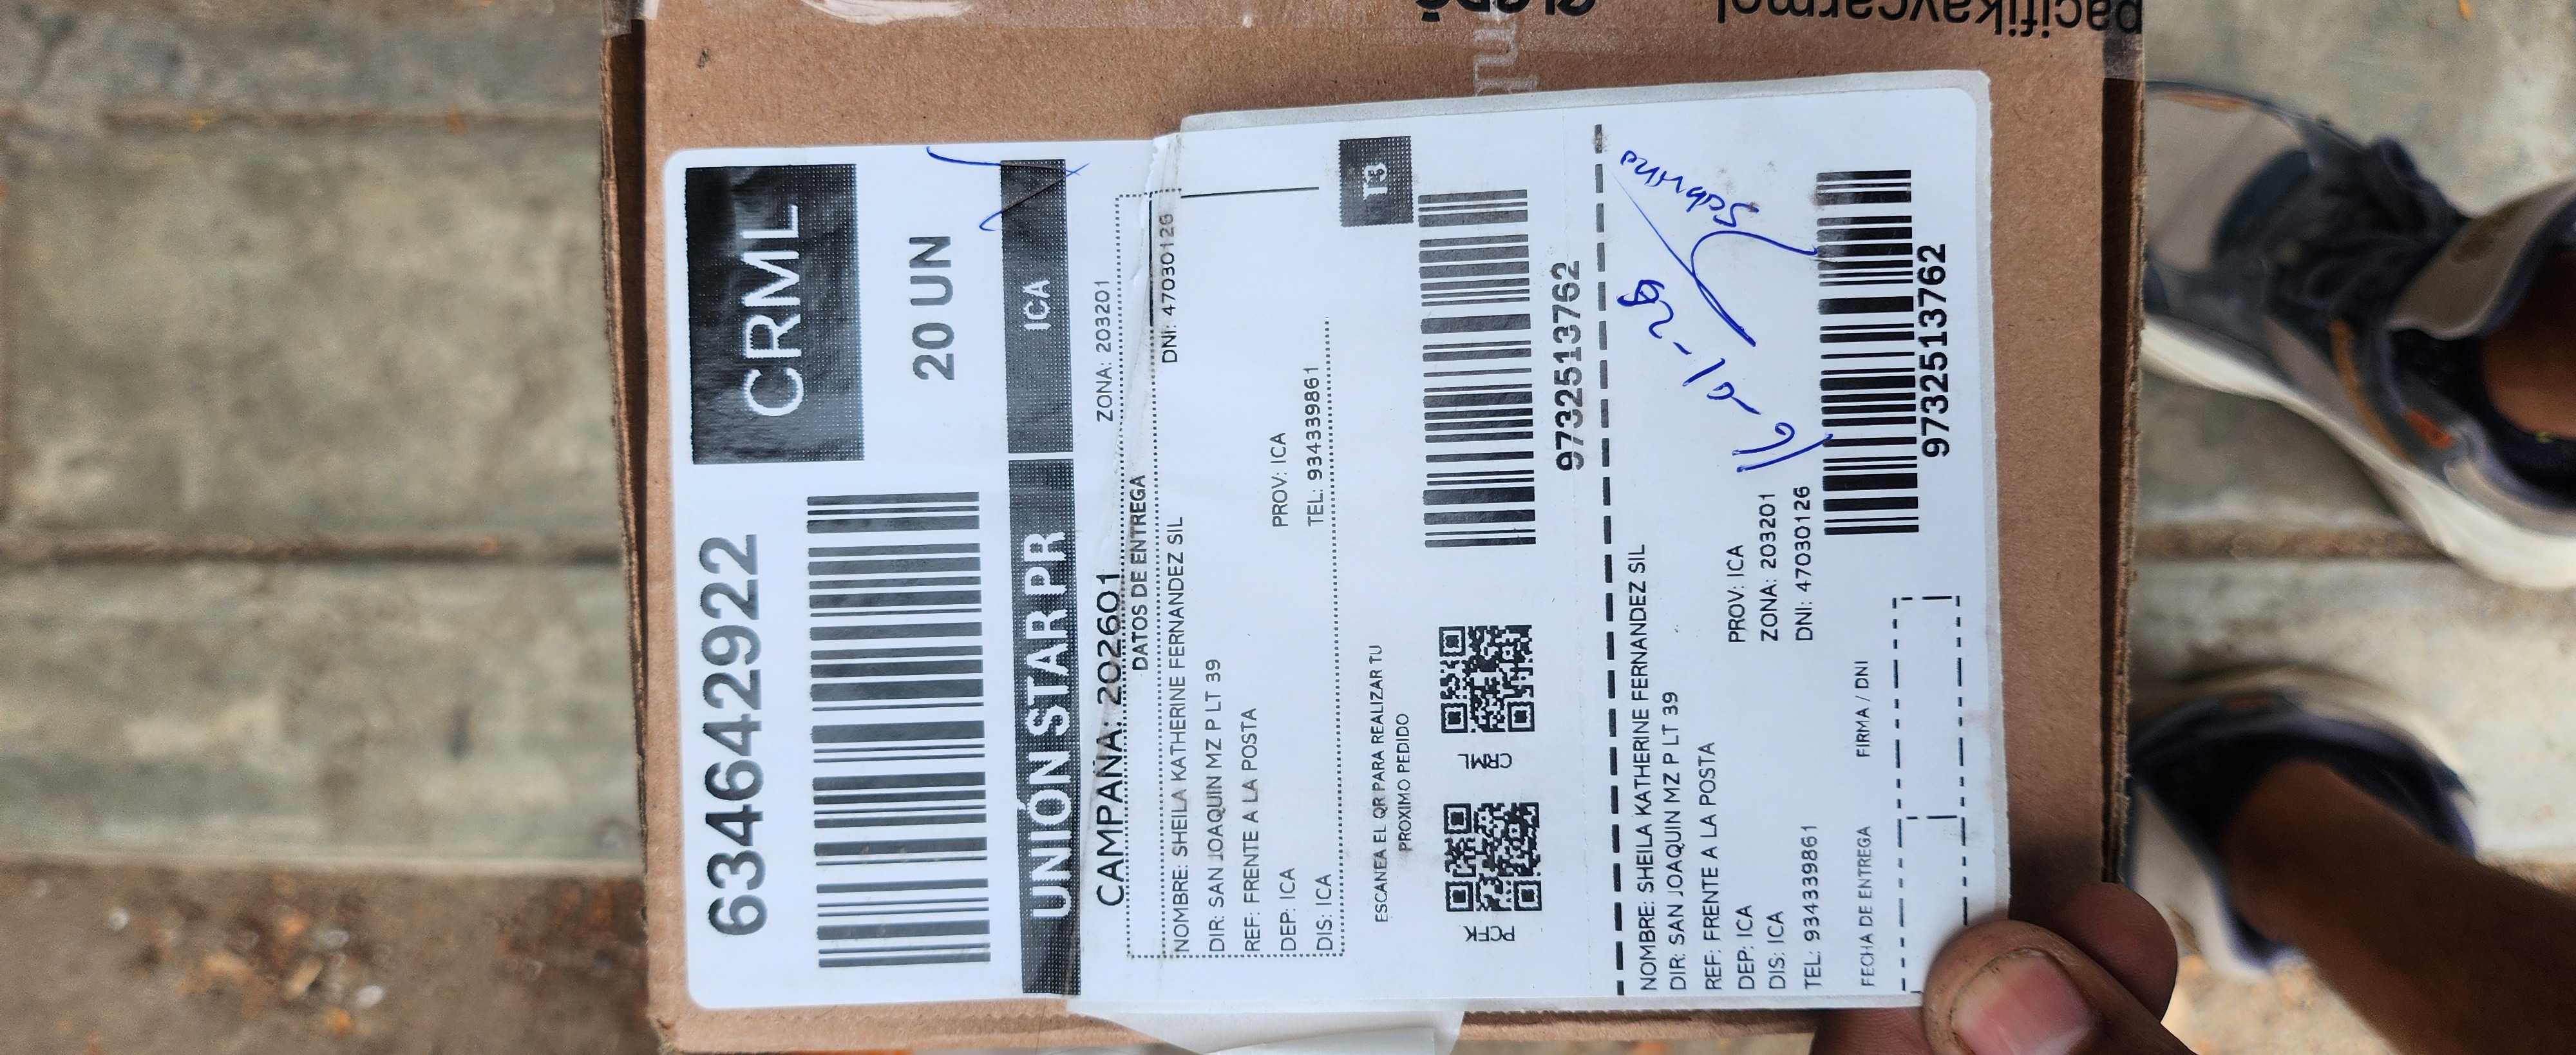 pacifikaycarmel
6346642922
CRML
20 UN
UNIÓN STAR PR
ICA
CAMPAÑA: 202601
ZONA: 203201
DATOS DE ENTREGA
NOMBRE: SHEILA KATHERINE FERNANDEZ SIL
DNI: 47030126
DIR: SAN JOAQUIN MZ P LT 39
REF: FRENTE A LA POSTA
DEP: ICA
PROV: ICA
DIS: ICA
TEL: 934339861
T3
ESCANEA EL QR PARA REALIZAR TU
PROXIMO PEDIDO
PCFK
CRML
9732513762
NOMBRE: SHEILA KATHERINE FERNANDEZ SIL
DIR: SAN JOAQUIN MZ P LT 39
REF: FRENTE A LA POSTA
DEP: ICA
PROV: ICA
DIS: ICA
ZONA: 203201
TEL: 934339861
DNI: 47030126
FECHA DE ENTREGA
FIRMA / DNI
9732513762